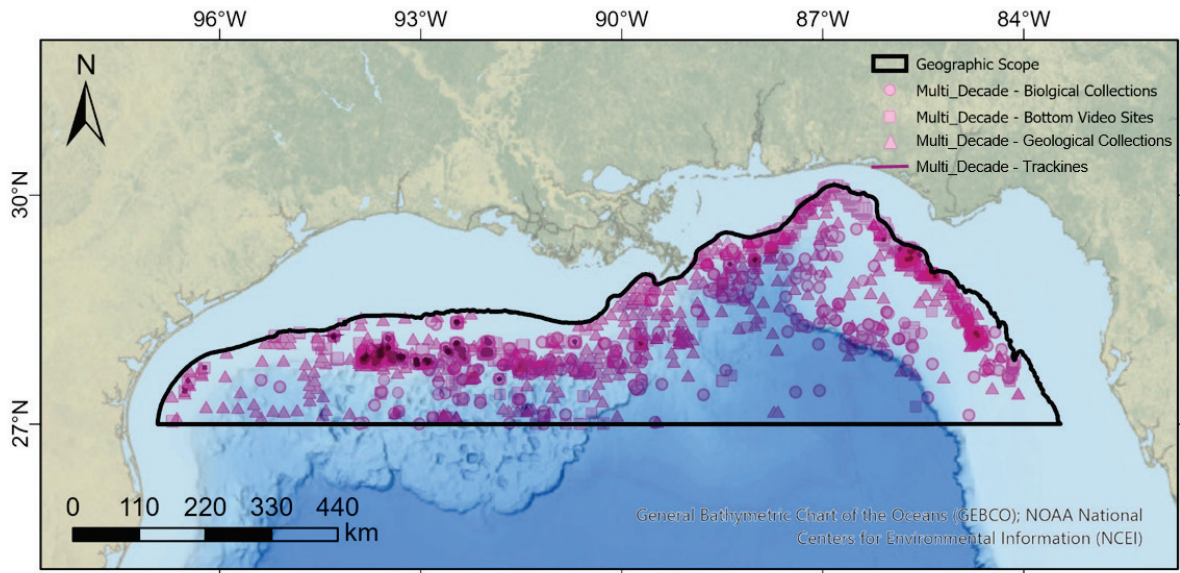 96°W 93°W 90°W 87°W 84°W
N
Geographic Scope
Multi_Decade - Biolgical Collections
Multi_Decade - Bottom Video Sites
Multi_Decade - Geological Collections
Multi_Decade - Trackines
30°N
27°N
0 110 220 330 440
km
General Bathymetric Chart of the Oceans (GEBCO); NOAA National
Centers for Environmental Information (NCEI)